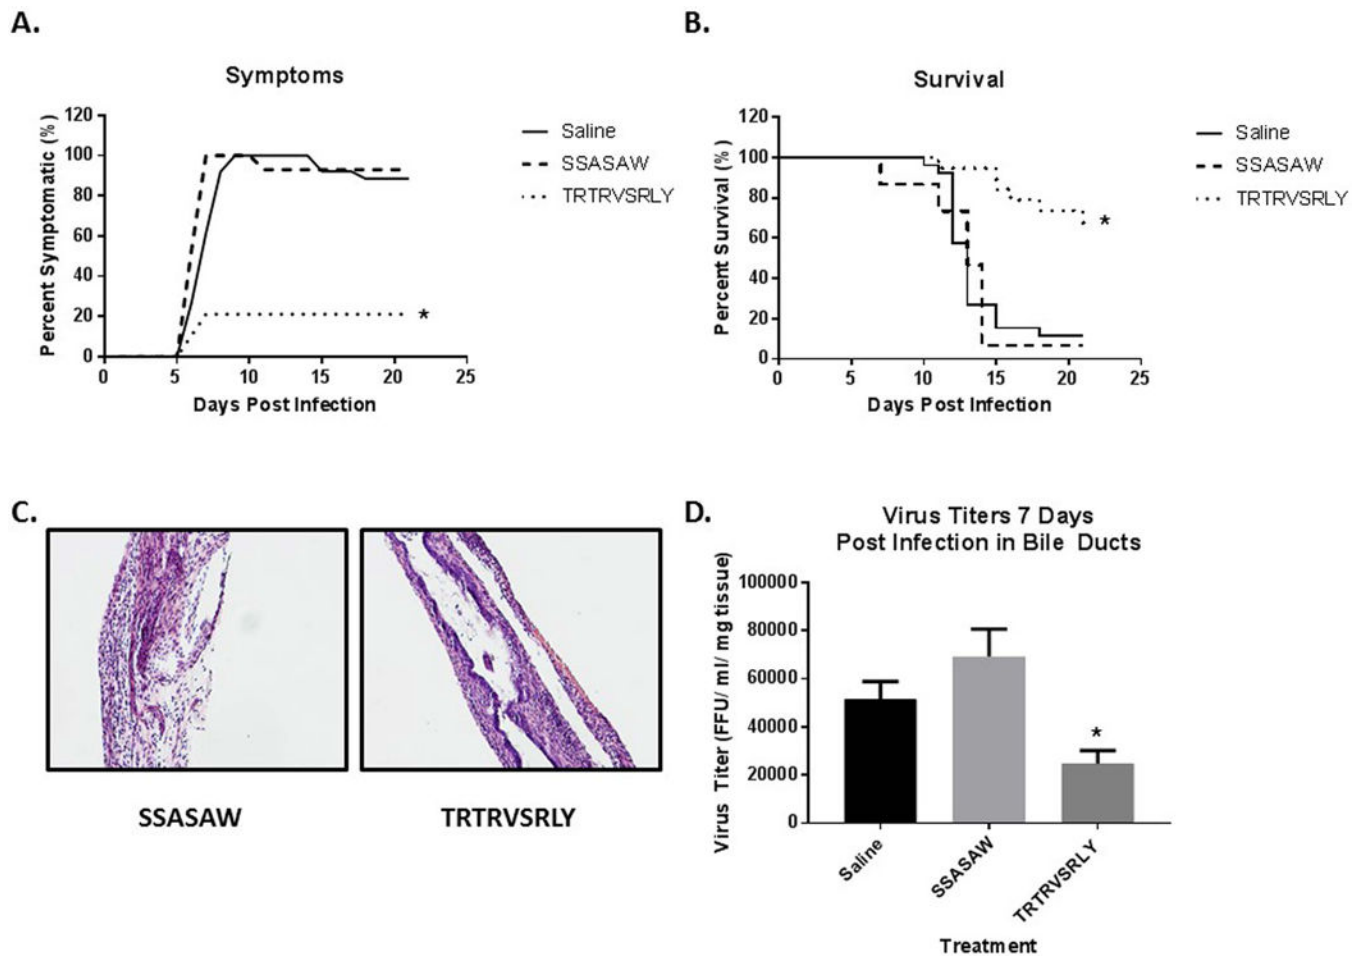 A.
Symptoms
Percent Symptomatic (%)
120
100
80
60
40
20
0
0 5 10 15 20 25
Days Post Infection
Saline
SSASAW
TRTRVSRLY
*
B.
Survival
Percent Survival (%)
120
100
80
60
40
20
0
0 5 10 15 20 25
Days Post Infection
Saline
SSASAW
TRTRVSRLY
*
C.
SSASAW
TRTRVSRLY
D.
Virus Titers 7 Days
Post Infection in Bile Ducts
Virus Titer (FFU/ ml/ mg tissue)
100000
80000
60000
40000
20000
0
*
Saline
SSASAW
TRTRVSRLY
Treatment